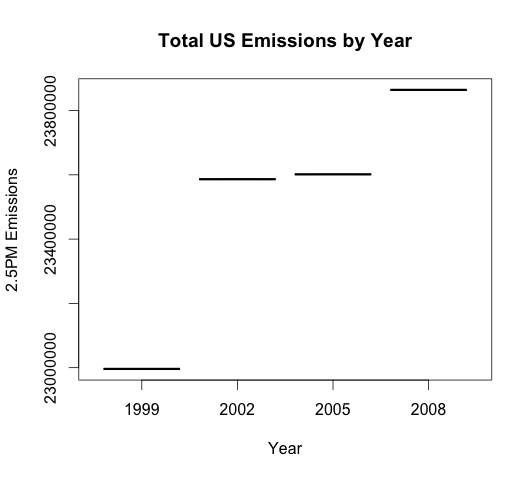 Total US Emissions by Year
23800000
23400000
23000000
2.5PM Emissions
1999 2002 2005 2008
Year